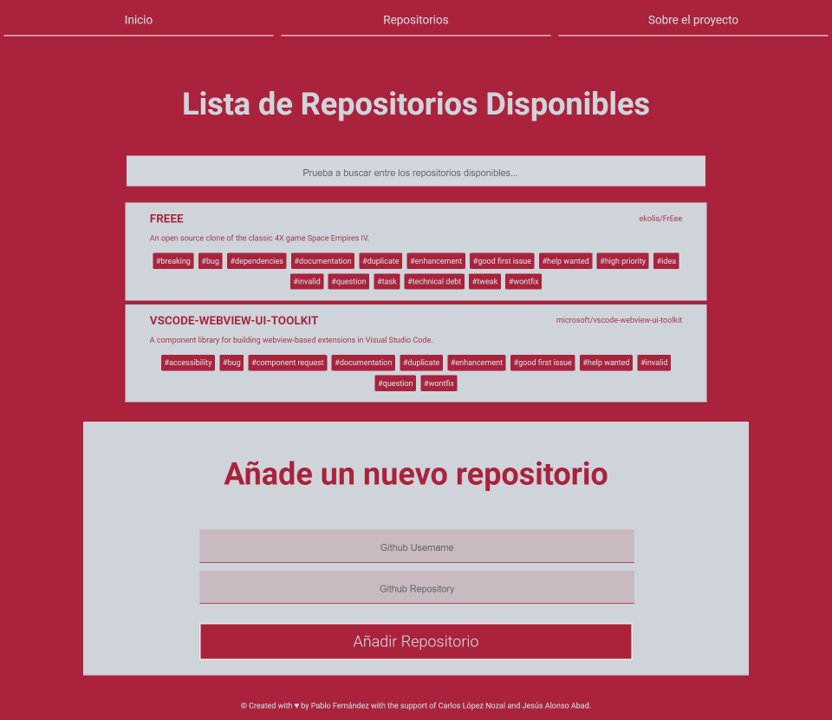 Inicio Repositorios Sobre el proyecto
Lista de Repositorios Disponibles
Prueba a buscar entre los repositorios disponibles...
FREEE ekolis/FrEee
An open source clone of the classic 4X game Space Empires IV.
#breaking #bug #dependencies #documentation #duplicate #enhancement #good first issue #help wanted #high priority #idea
#invalid #question #task #technical debt #tweak #wontfix
VSCODE-WEBVIEW-UI-TOOLKIT microsoft/vscode-webview-ui-toolkit
A component library for building webview-based extensions in Visual Studio Code.
#accessibility #bug #component request #documentation #duplicate #enhancement #good first issue #help wanted #invalid
#question #wontfix
Añade un nuevo repositorio
Github Username
Github Repository
Añadir Repositorio
© Created with ♥ by Pablo Fernández with the support of Carlos López Nozal and Jesús Alonso Abad.